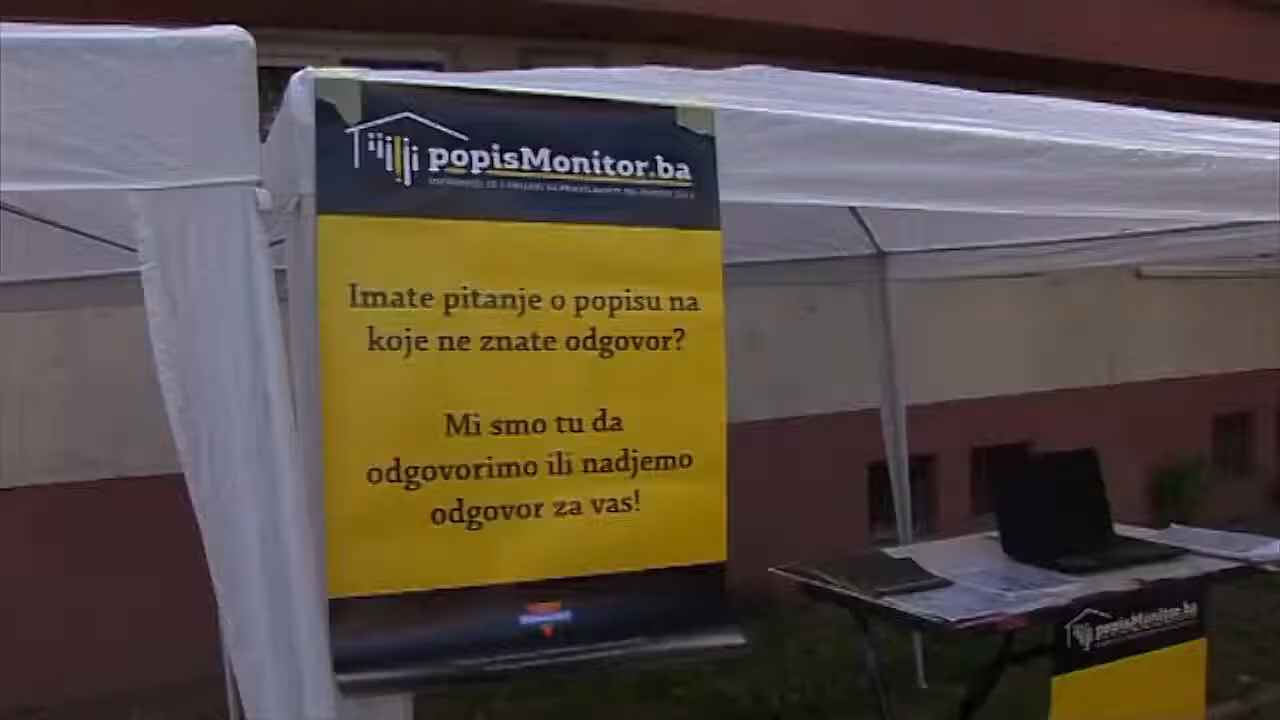 popisMonitor.ba
Imate pitanje o popisu na
koje ne znate odgovor?
Mi smo tu da
odgovorimo ili nadjemo
odgovor za vas!
popisMonitor.ba